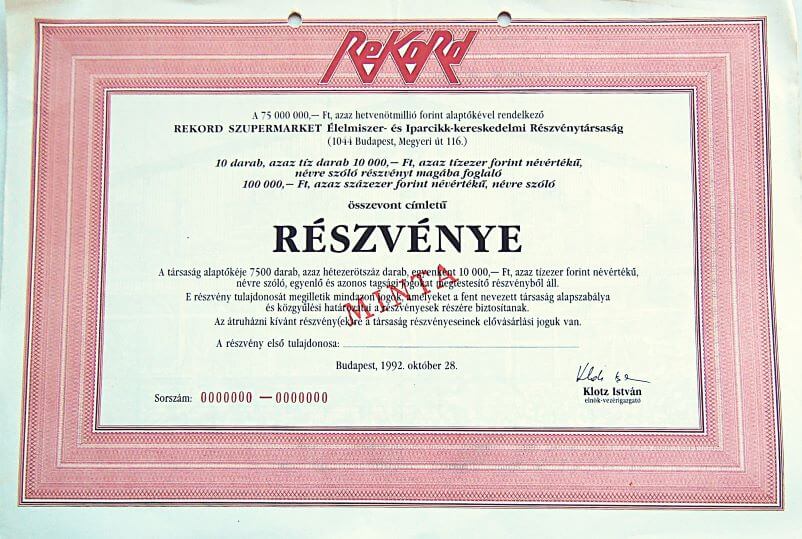 ReKoRd
A 75 000 000,— Ft, azaz hetvenötmillió forint alaptőkével rendelkező
REKORD SZUPERMARKET Élelmiszer- és Iparcikk-kereskedelmi Részvénytársaság
(1044 Budapest, Megyeri út 116.)
10 darab, azaz tíz darab 10 000,— Ft, azaz tízezer forint névértékű,
névre szóló részvényt magába foglaló
100 000,— Ft, azaz százezer forint névértékű, névre szóló
összevont címletű
RÉSZVÉNYE
A társaság alaptőkéje 7500 darab, azaz hétezerötszáz darab, egyenként 10 000,— Ft, azaz tízezer forint névértékű,
névre szóló, egyenlő és azonos tagsági jogokat megtestesítő részvényből áll.
E részvény tulajdonosát megilletik mindazon jogok, amelyeket a fent nevezett társaság alapszabálya
és közgyűlési határozatai a részvényesek részére biztosítanak.
Az átruházni kívánt részvény(ek)re a társaság részvényeseinek elővásárlási joguk van.
MINTA
A részvény első tulajdonosa:
Budapest, 1992. október 28.
Klotz István
elnök-vezérigazgató
Sorszám: 0000000 —0000000